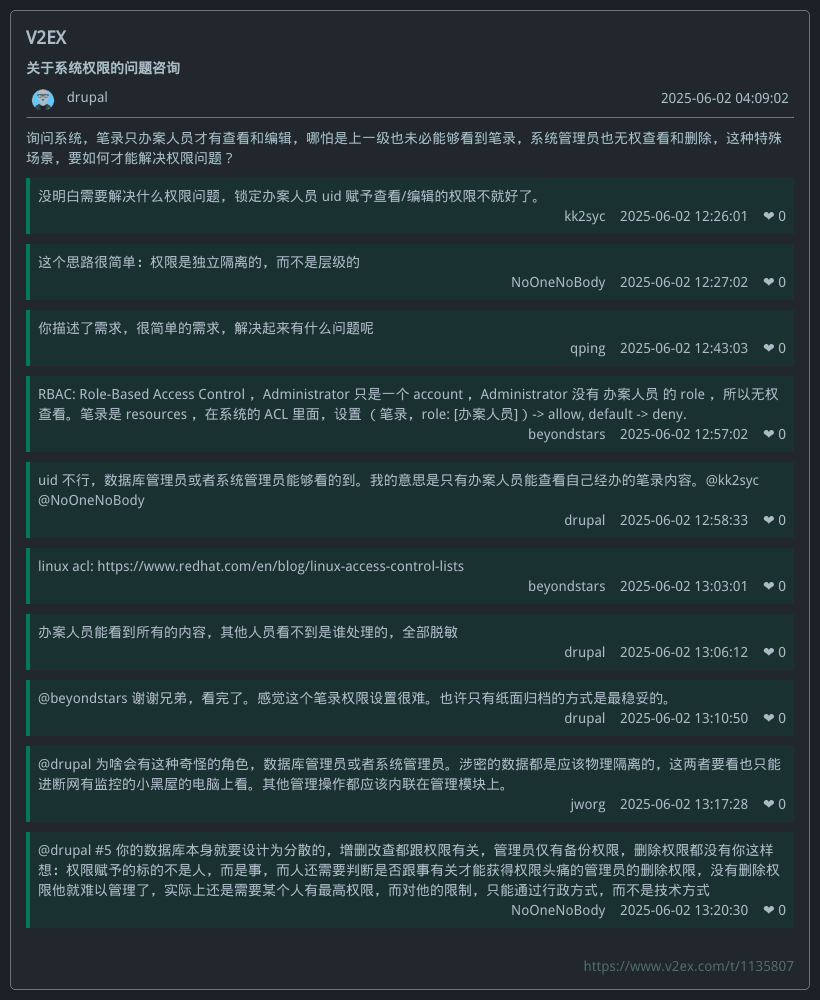 V2EX
关于系统权限的问题咨询
drupal 2025-06-02 04:09:02
询问系统，笔录只办案人员才有查看和编辑，哪怕是上一级也未必能够看到笔录，系统管理员也无权查看和删除，这种特殊
场景，要如何才能解决权限问题？
没明白需要解决什么权限问题，锁定办案人员 uid 赋予查看/编辑的权限不就好了。
kk2syc 2025-06-02 12:26:01 ❤ 0
这个思路很简单：权限是独立隔离的，而不是层级的
NoOneNoBody 2025-06-02 12:27:02 ❤ 0
你描述了需求，很简单的需求，解决起来有什么问题呢
qping 2025-06-02 12:43:03 ❤ 0
RBAC: Role-Based Access Control ，Administrator 只是一个 account ，Administrator 没有 办案人员 的 role ，所以无权
查看。笔录是 resources ，在系统的 ACL 里面，设置 （ 笔录，role: [办案人员] ）-> allow, default -> deny.
beyondstars 2025-06-02 12:57:02 ❤ 0
uid 不行，数据库管理员或者系统管理员能够看的到。我的意思是只有办案人员能查看自己经办的笔录内容。@kk2syc
@NoOneNoBody
drupal 2025-06-02 12:58:33 ❤ 0
linux acl: https://www.redhat.com/en/blog/linux-access-control-lists
beyondstars 2025-06-02 13:03:01 ❤ 0
办案人员能看到所有的内容，其他人员看不到是谁处理的，全部脱敏
drupal 2025-06-02 13:06:12 ❤ 0
@beyondstars 谢谢兄弟，看完了。感觉这个笔录权限设置很难。也许只有纸面归档的方式是最稳妥的。
drupal 2025-06-02 13:10:50 ❤ 0
@drupal 为啥会有这种奇怪的角色，数据库管理员或者系统管理员。涉密的数据都是应该物理隔离的，这两者要看也只能
进断网有监控的小黑屋的电脑上看。其他管理操作都应该内联在管理模块上。
jworg 2025-06-02 13:17:28 ❤ 0
@drupal #5 你的数据库本身就要设计为分散的，增删改查都跟权限有关，管理员仅有备份权限，删除权限都没有你这样
想：权限赋予的标的不是人，而是事，而人还需要判断是否跟事有关才能获得权限头痛的管理员的删除权限，没有删除权
限他就难以管理了，实际上还是需要某个人有最高权限，而对他的限制，只能通过行政方式，而不是技术方式
NoOneNoBody 2025-06-02 13:20:30 ❤ 0
https://www.v2ex.com/t/1135807